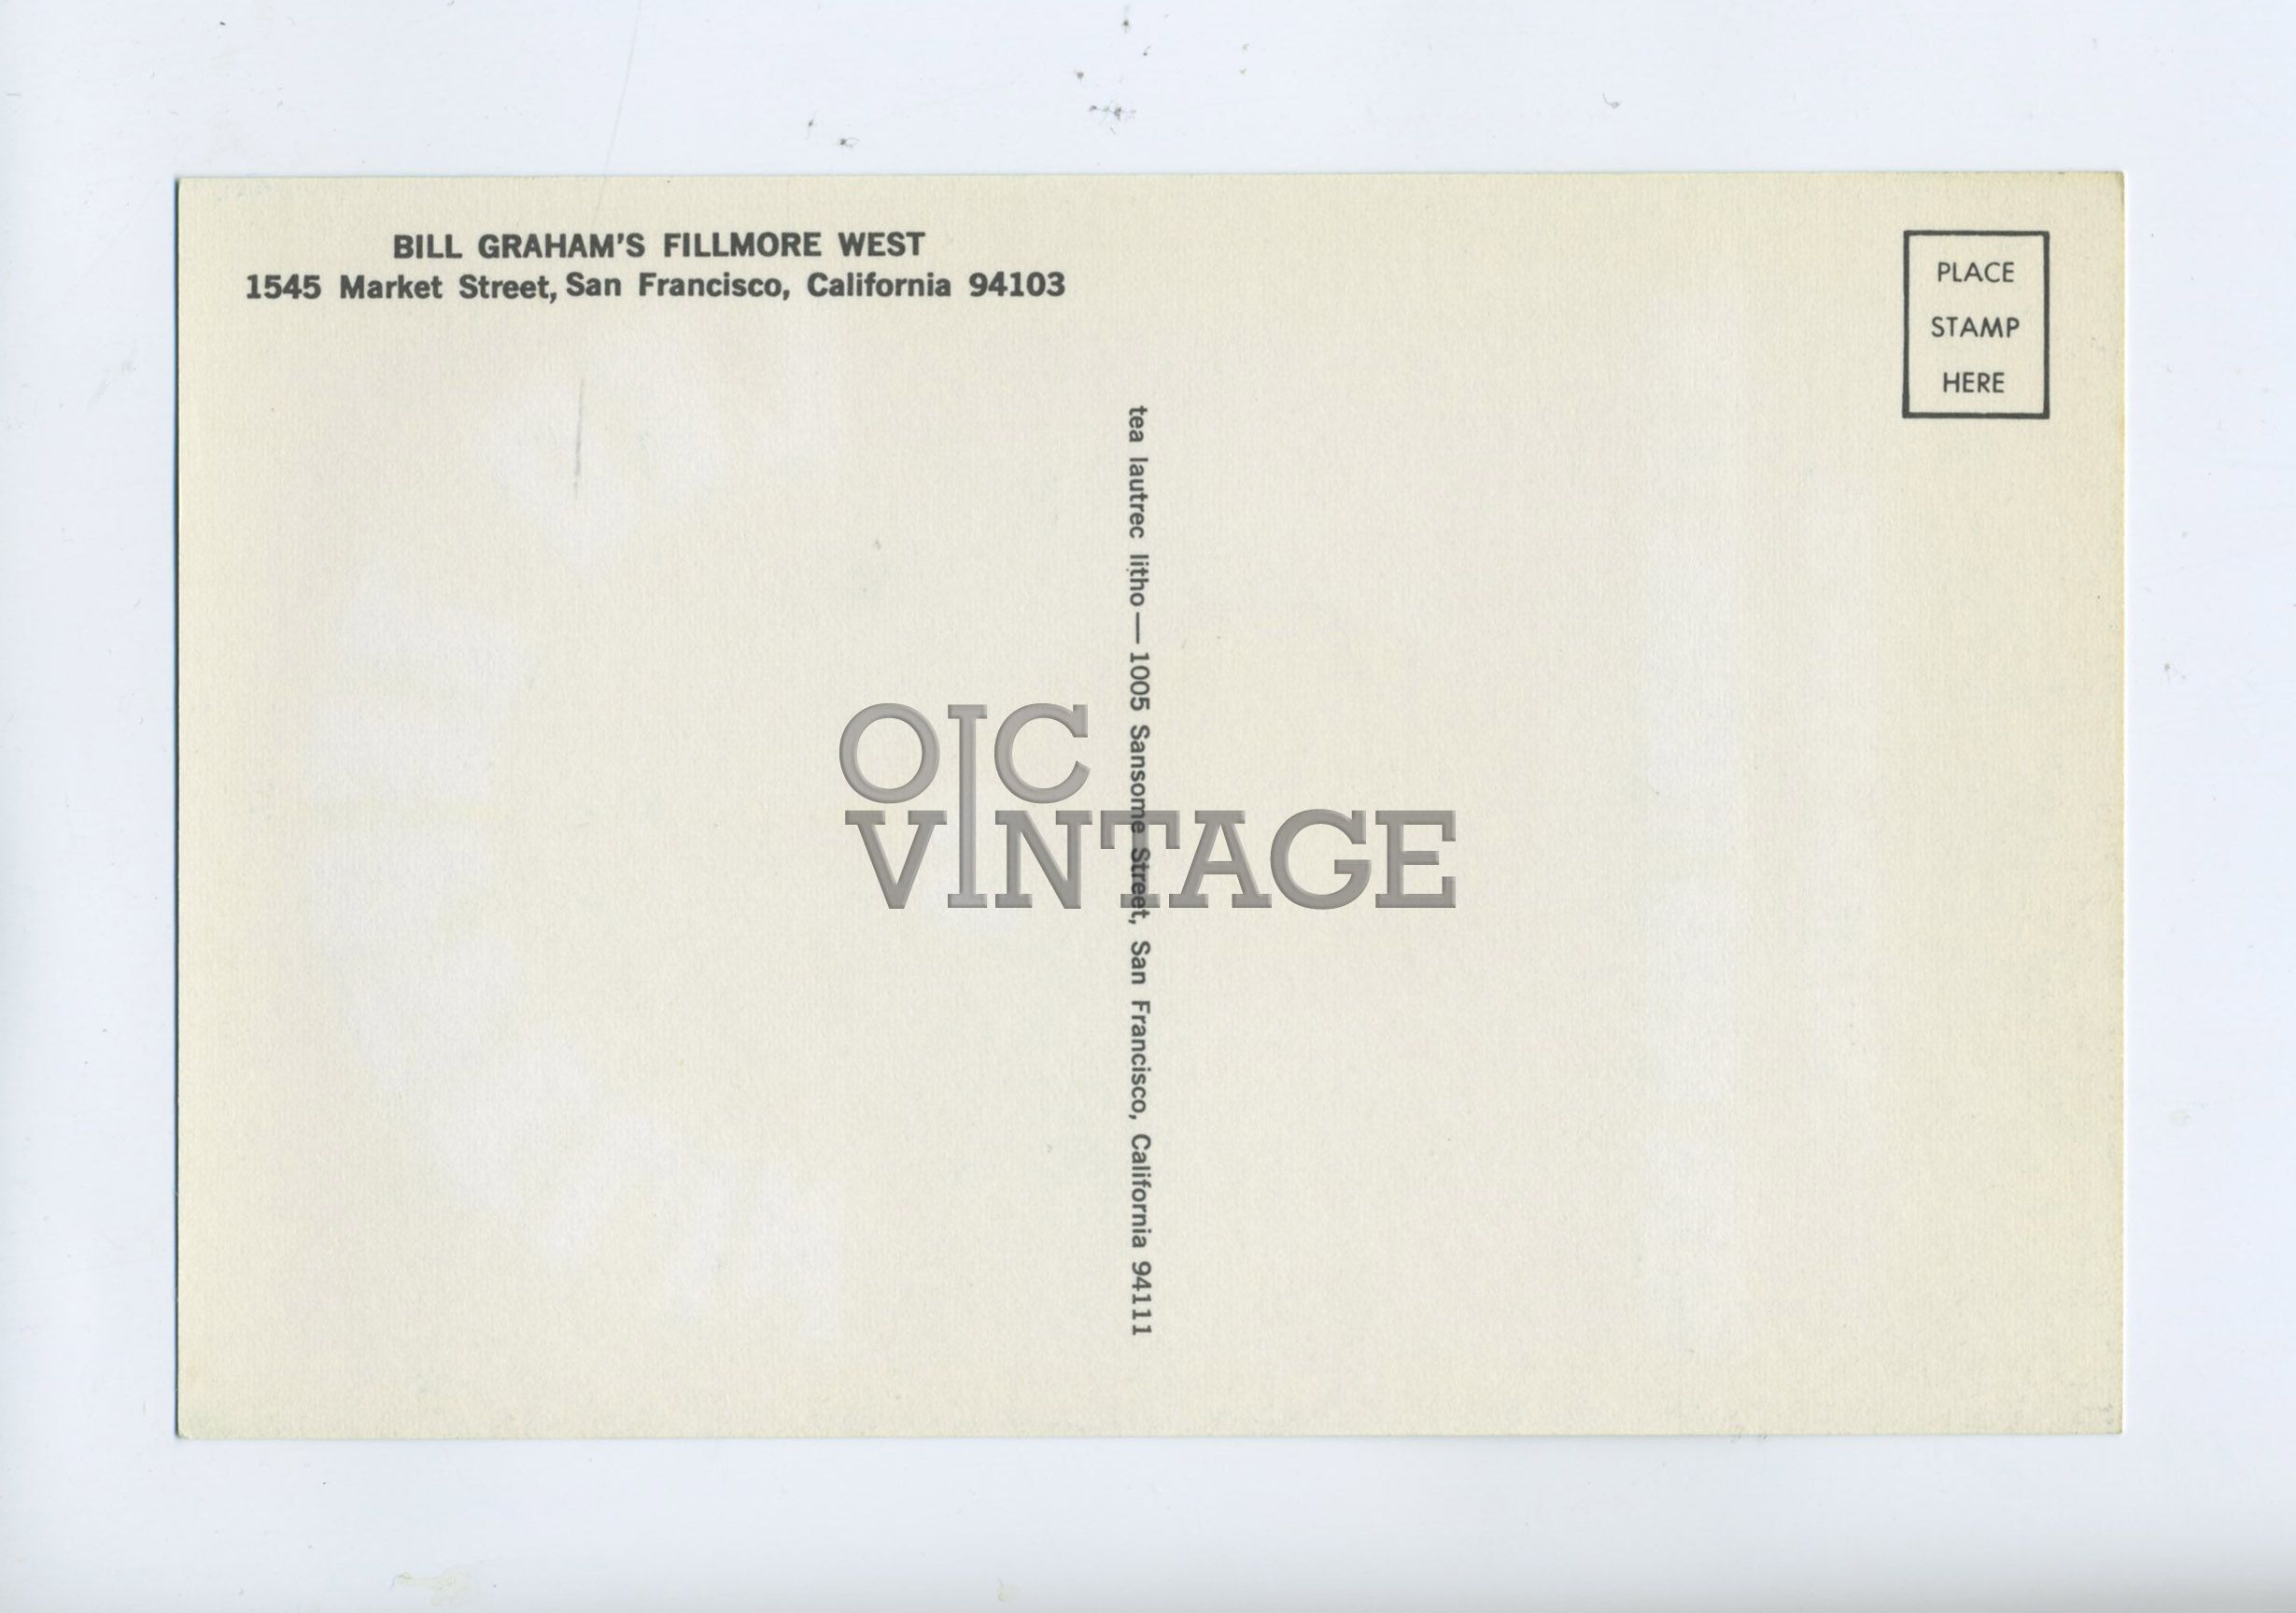 BILL GRAHAM'S FILLMORE WEST
1545 Market Street, San Francisco, California 94103
PLACE
STAMP
HERE
tea lautrec litho — 1005 Sansome Street, San Francisco, California 94111
OIC
VINTAGE